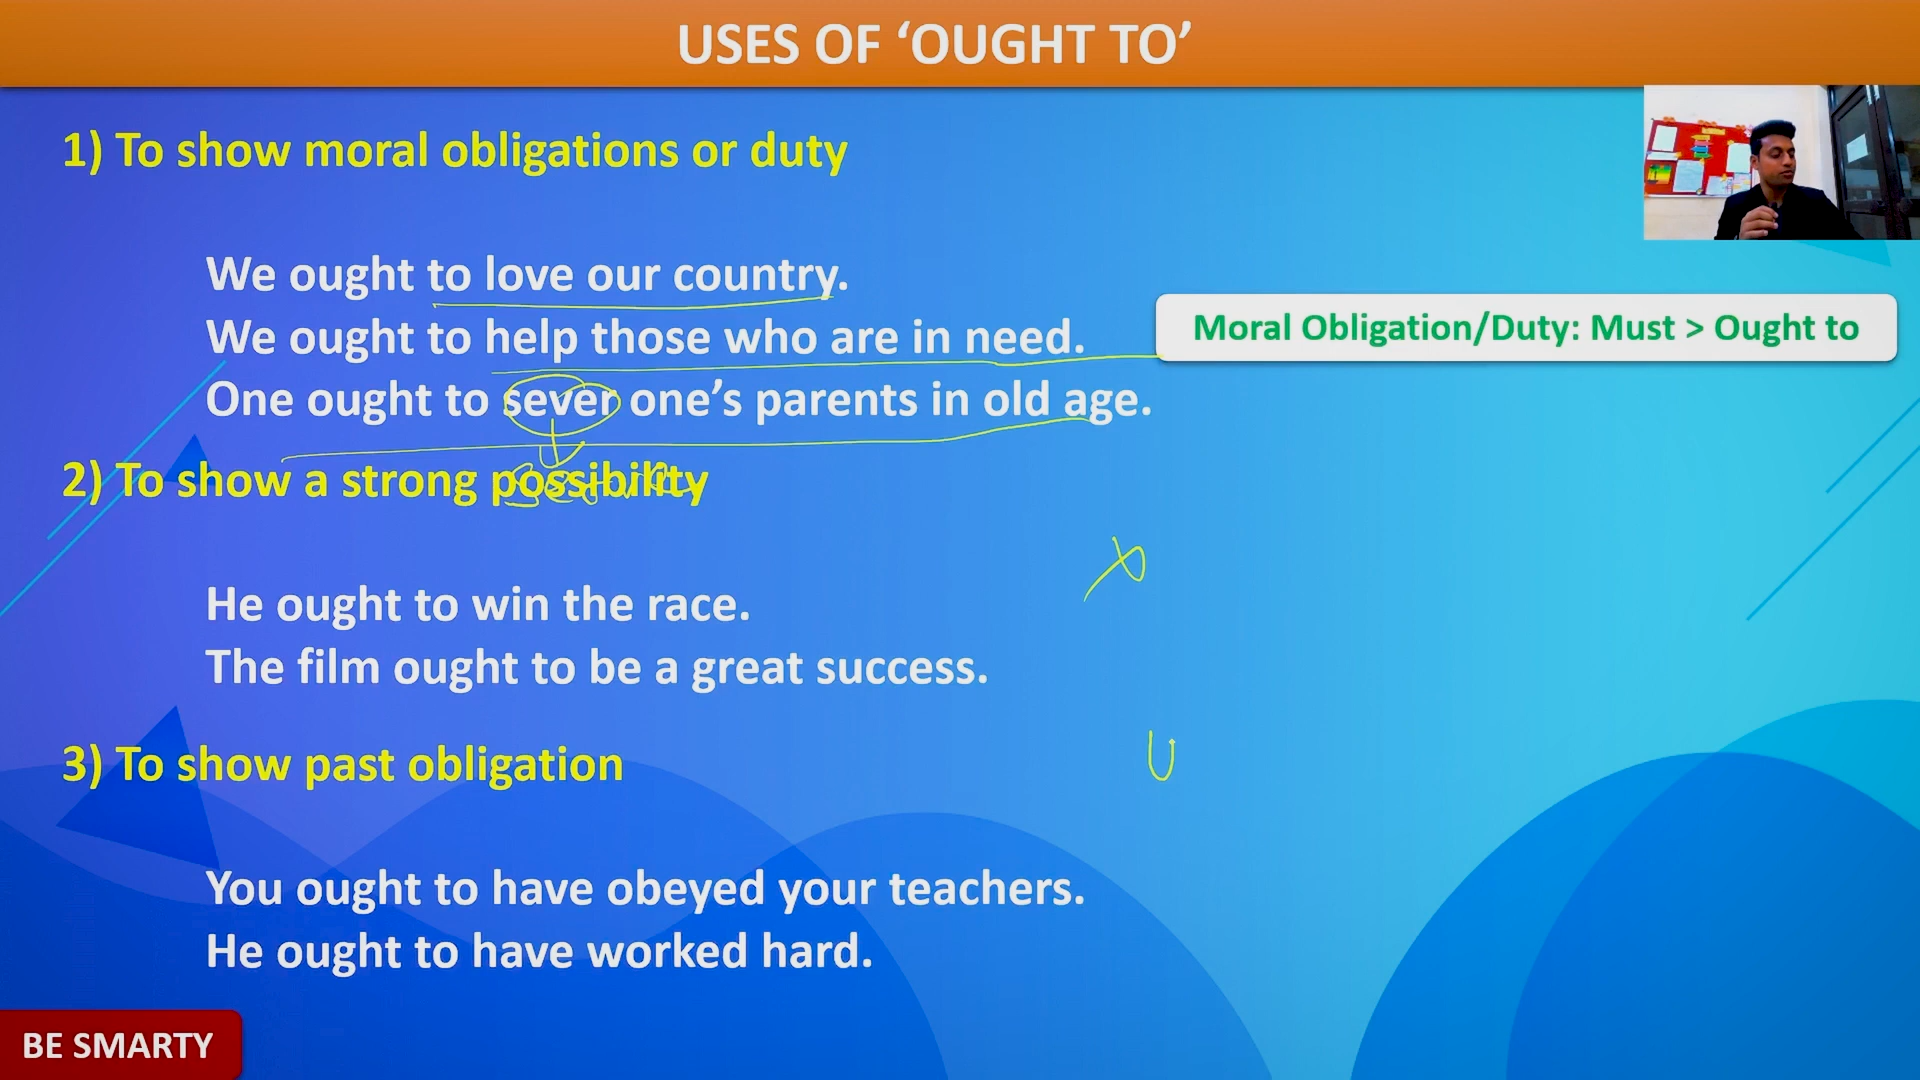 USES OF ‘OUGHT TO’
1) To show moral obligations or duty
We ought to love our country.
We ought to help those who are in need.
Moral Obligation/Duty: Must > Ought to
One ought to sever one’s parents in old age.
2) To show a strong possibility
He ought to win the race.
The film ought to be a great success.
3) To show past obligation
You ought to have obeyed your teachers.
He ought to have worked hard.
BE SMARTY